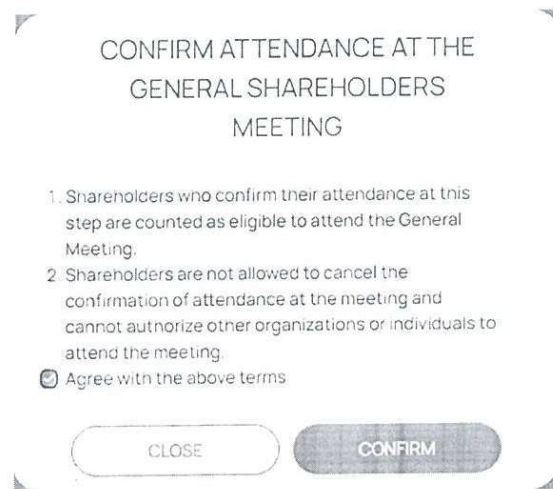 CONFIRM ATTENDANCE AT THE
GENERAL SHAREHOLDERS
MEETING
1. Shareholders who confirm their attendance at this
step are counted as eligible to attend the General
Meeting.
2 Shareholders are not allowed to cancel the
confirmation of attendance at the meeting and
cannot authorize other organizations or individuals to
attend the meeting.
Agree with the above terms
CLOSE
CONFIRM